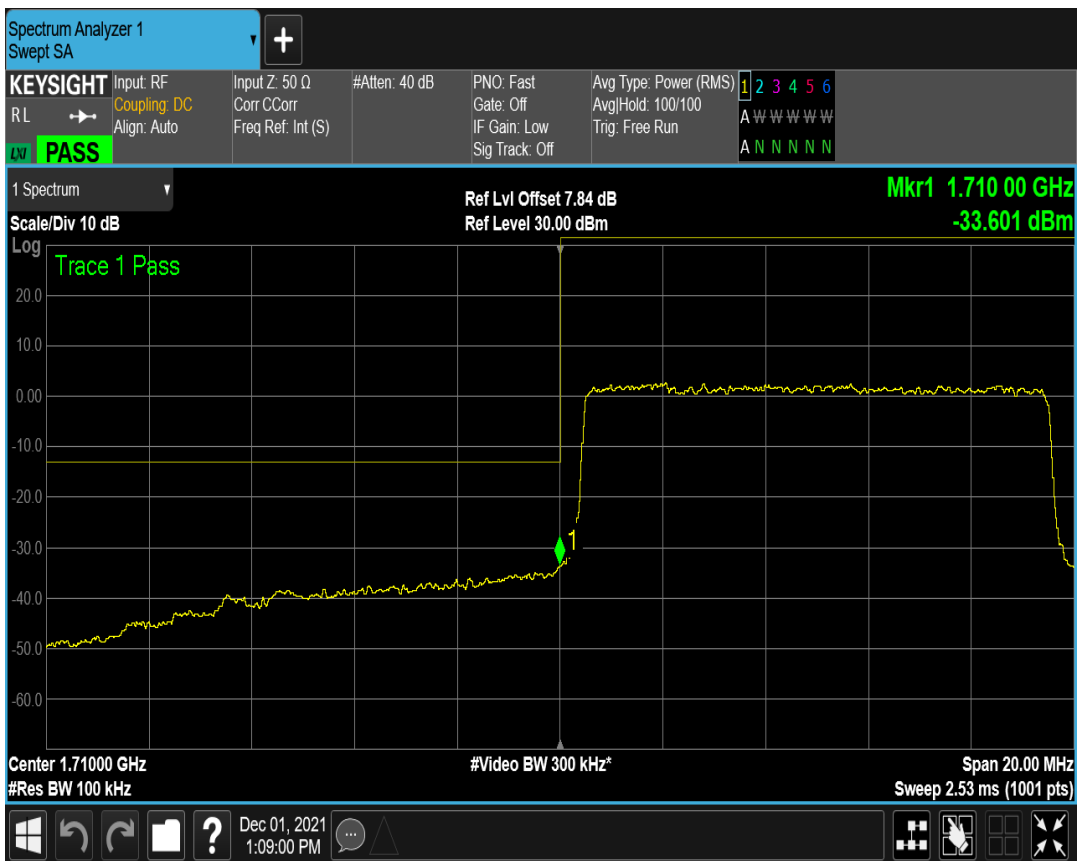 Spectrum Analyzer 1
Swept SA
+
KEYSIGHT
RL
LXI PASS
Input: RF
Coupling: DC
Align: Auto
Input Z: 50 Ω
Corr CCorr
Freq Ref: Int (S)
#Atten: 40 dB
PNO: Fast
Gate: Off
IF Gain: Low
Sig Track: Off
Avg Type: Power (RMS)
Avg|Hold: 100/100
Trig: Free Run
1 2 3 4 5 6
A W W W W W
A N N N N N
1 Spectrum
Scale/Div 10 dB
Ref Lvl Offset 7.84 dB
Ref Level 30.00 dBm
Mkr1 1.710 00 GHz
-33.601 dBm
Log
Trace 1 Pass
20.0
10.0
0.00
-10.0
-20.0
-30.0
-40.0
-50.0
-60.0
1
Center 1.71000 GHz
#Res BW 100 kHz
#Video BW 300 kHz*
Span 20.00 MHz
Sweep 2.53 ms (1001 pts)
?
Dec 01, 2021
1:09:00 PM